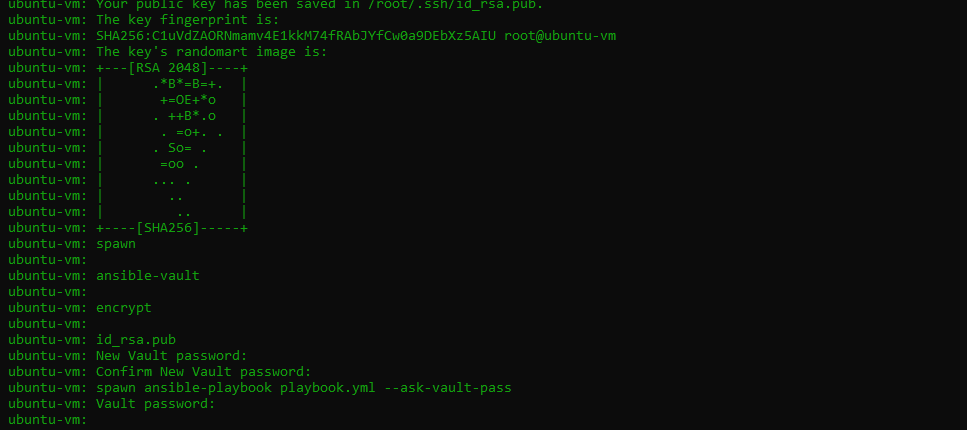 ubuntu-vm: Your public key has been saved in /root/.ssh/id_rsa.pub.
ubuntu-vm: The key fingerprint is:
ubuntu-vm: SHA256:C1uVdZAORNmamv4E1kkM74fRAbJYfCw0a9DEbXz5AIU root@ubuntu-vm
ubuntu-vm: The key's randomart image is:
ubuntu-vm: +---[RSA 2048]----+
ubuntu-vm: |      .*B*=B=+.  |
ubuntu-vm: |       +=OE+*o   |
ubuntu-vm: |      . ++B*.o   |
ubuntu-vm: |       . =o+. .  |
ubuntu-vm: |      . So= .    |
ubuntu-vm: |       =oo .     |
ubuntu-vm: |      ... .      |
ubuntu-vm: |        ..       |
ubuntu-vm: |         ..      |
ubuntu-vm: +----[SHA256]-----+
ubuntu-vm: spawn
ubuntu-vm:
ubuntu-vm: ansible-vault
ubuntu-vm:
ubuntu-vm: encrypt
ubuntu-vm:
ubuntu-vm: id_rsa.pub
ubuntu-vm: New Vault password:
ubuntu-vm: Confirm New Vault password:
ubuntu-vm: spawn ansible-playbook playbook.yml --ask-vault-pass
ubuntu-vm: Vault password:
ubuntu-vm: